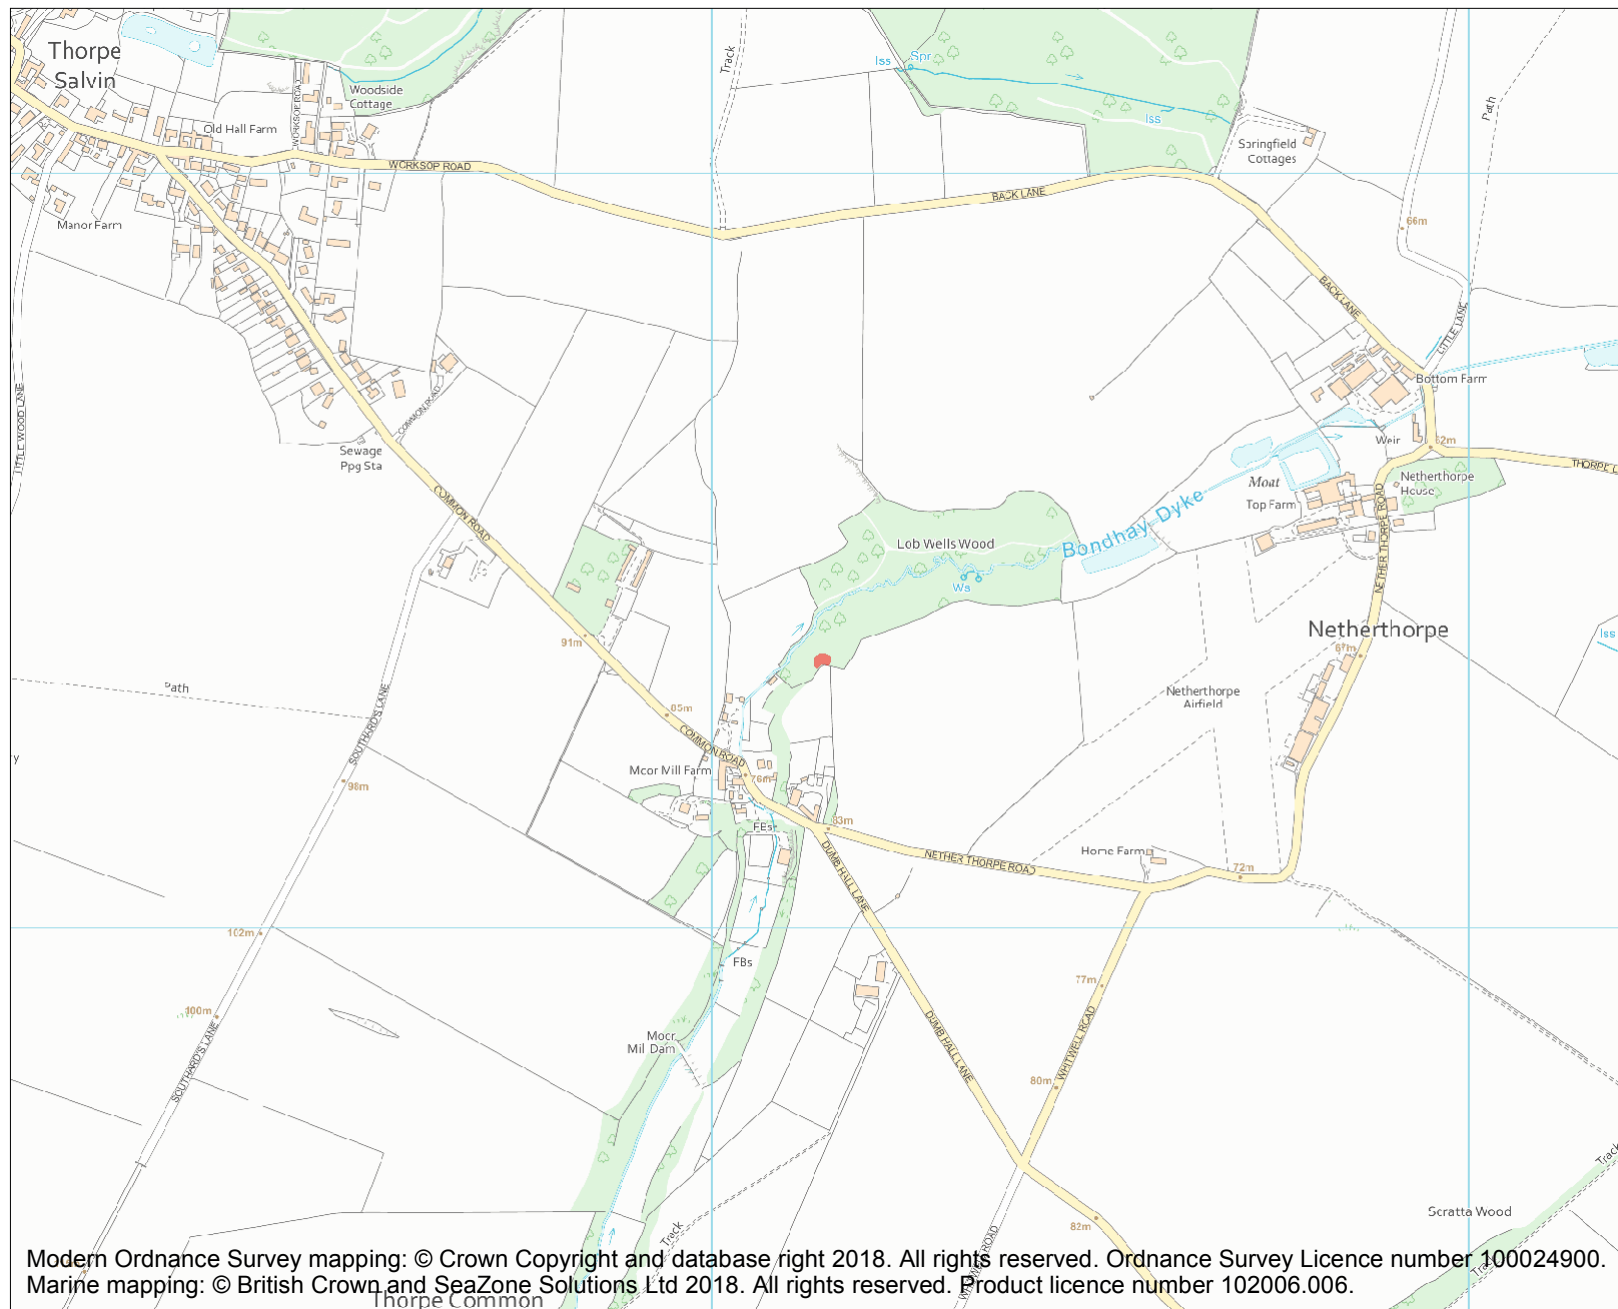 Thorpe
Salvin
Woodside
Cottage
WORKSOP ROAD
Old Hall Farm
WORKSOP ROAD
Manor Farm
Track
Iss
Spr
Iss
Springfield
Cottages
Path
BACK LANE
66m
BACK LANE
LITTLE LANE
Bottom Farm
LITTLE WOOD LANE
COMMON ROAD
Sewage
Ppg Sta
Weir
62m
THORPE L
COMMON ROAD
Moat
Top Farm
Netherthorpe
House
NETHER THORPE ROAD
Bondhay Dyke
Lob Wells Wood
Ws
91m
Netherthorpe
67m
Iss
Path
SOUTHARD'S LANE
85m
Netherthorpe
Airfield
COMMON ROAD
y
Moor Mill Farm
76m
98m
FBs
83m
DUMB HALL LANE
NETHER THORPE ROAD
Home Farm
72m
102m
FBs
77m
100m
SOUTHARD'S LANE
Moor
Mill Dam
DUMB HALL LANE
WHITWELL ROAD
80m
Track
Track
82m
Scratta Wood
WHITWELL ROAD
Track
Modern Ordnance Survey mapping: © Crown Copyright and database right 2018. All rights reserved. Ordnance Survey Licence number 100024900.
Marine mapping: © British Crown and SeaZone Solutions Ltd 2018. All rights reserved. Product licence number 102006.006.
Thorpe Common